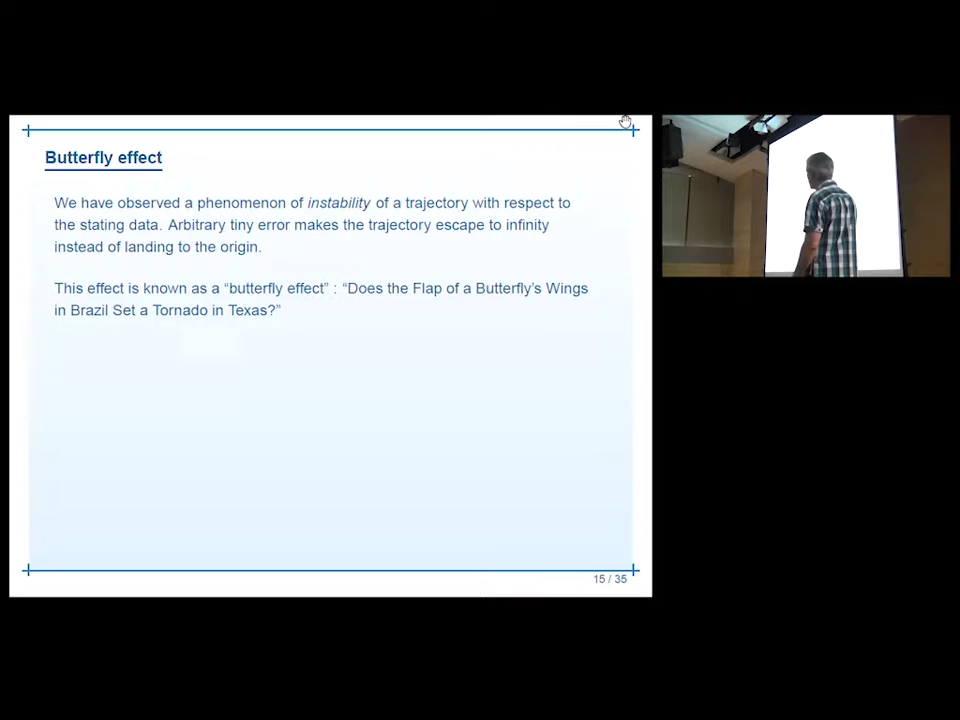 Butterfly effect
We have observed a phenomenon of instability of a trajectory with respect to
the stating data. Arbitrary tiny error makes the trajectory escape to infinity
instead of landing to the origin.
This effect is known as a “butterfly effect” : “Does the Flap of a Butterfly’s Wings
in Brazil Set a Tornado in Texas?”
15 / 35